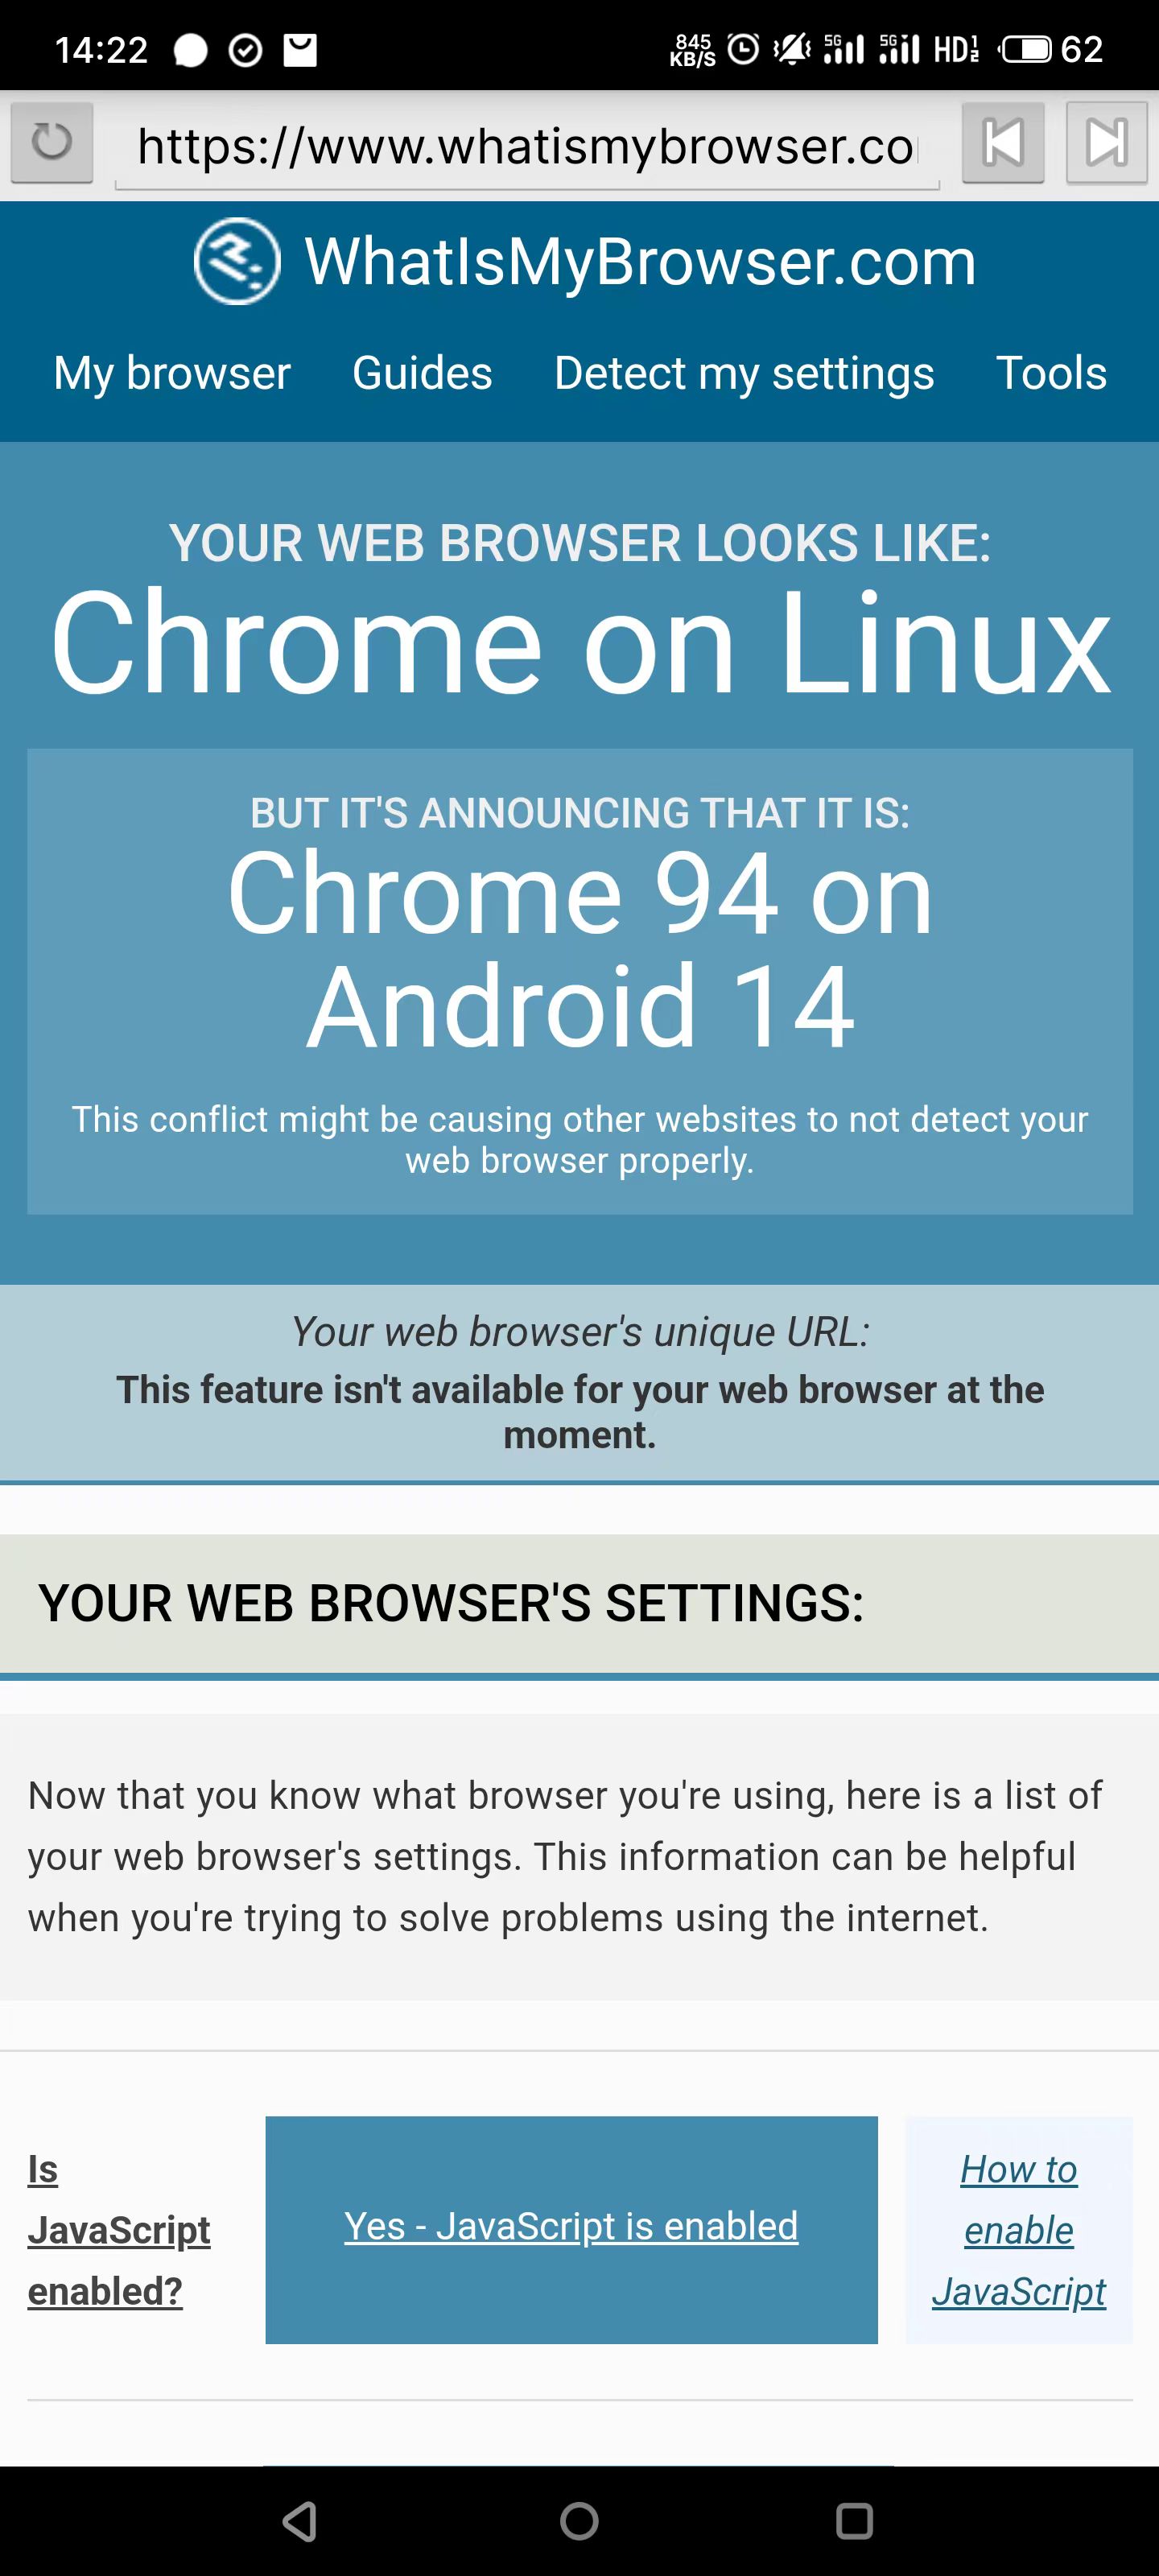 14:22
845 KB/S 5G 5G HD 1 2 62
https://www.whatismybrowser.co
WhatIsMyBrowser.com
My browser Guides Detect my settings Tools
YOUR WEB BROWSER LOOKS LIKE:
Chrome on Linux
BUT IT'S ANNOUNCING THAT IT IS:
Chrome 94 on
Android 14
This conflict might be causing other websites to not detect your
web browser properly.
Your web browser's unique URL:
This feature isn't available for your web browser at the
moment.
YOUR WEB BROWSER'S SETTINGS:
Now that you know what browser you're using, here is a list of
your web browser's settings. This information can be helpful
when you're trying to solve problems using the internet.
Is
JavaScript
enabled?
Yes - JavaScript is enabled
How to
enable
JavaScript